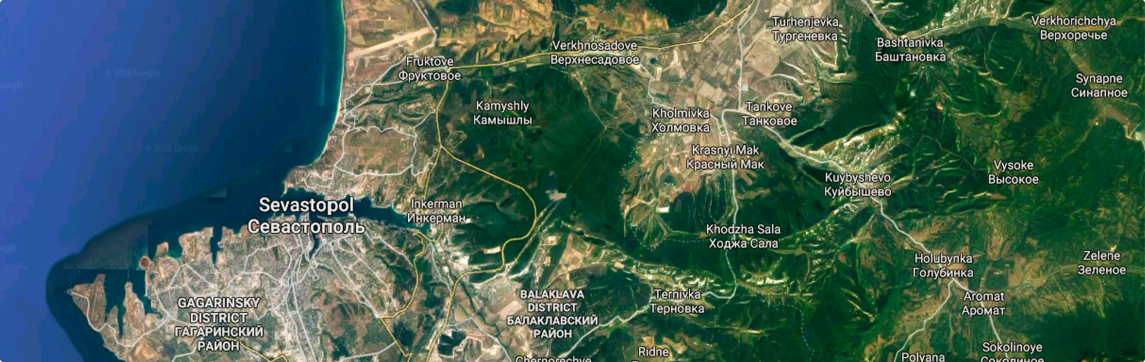 Turhenjevka
Тургеневка
Verkhorichchya
Верхоречье
Verkhnosadove
Верхнесадовое
Bashtanivka
Баштановка
Fruktove
Фруктовое
Synapne
Синапное
Kamyshly
Камышлы
Kholmivka
Холмовка
Tankove
Танковое
Krasnyi Mak
Красный Мак
Vysoke
Высокое
Kuybyshevo
Куйбышево
Sevastopol
Севастополь
Inkerman
Инкерман
Khodzha Sala
Ходжа Сала
Holubynka
Голубинка
Zelene
Зеленое
GAGARINSKY
DISTRICT
ГАГАРИНСКИЙ
РАЙОН
BALAKLAVA
DISTRICT
БАЛАКЛАВСКИЙ
РАЙОН
Ternivka
Терновка
Aromat
Аромат
Chernorechye
Ridne
Polyana
Sokolinoye